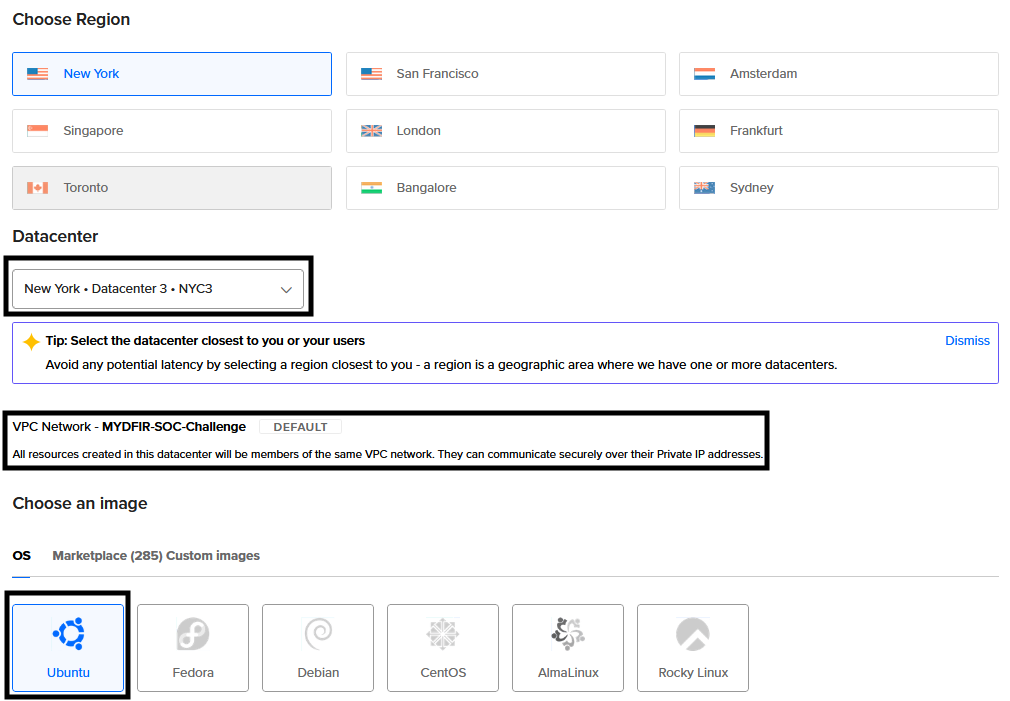 Choose Region
New York
San Francisco
Amsterdam
Singapore
London
Frankfurt
Toronto
Bangalore
Sydney
Datacenter
New York • Datacenter 3 • NYC3
Tip: Select the datacenter closest to you or your users
Dismiss
Avoid any potential latency by selecting a region closest to you - a region is a geographic area where we have one or more datacenters.
VPC Network - MYDFIR-SOC-Challenge DEFAULT
All resources created in this datacenter will be members of the same VPC network. They can communicate securely over their Private IP addresses.
Choose an image
OS Marketplace (285) Custom images
Ubuntu
Fedora
Debian
CentOS
AlmaLinux
Rocky Linux